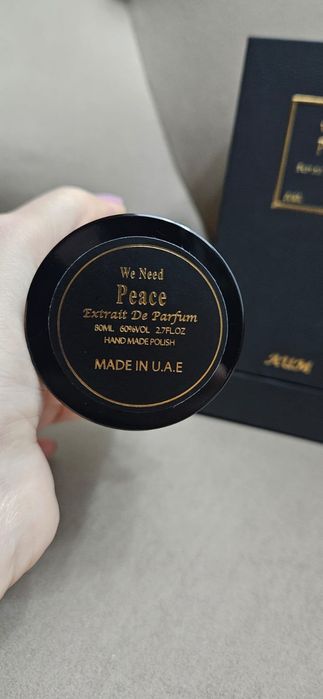 We Need
Peace
Extrait De Parfum
80ML 60%VOL 2.7FL.OZ
HAND MADE POLISH
MADE IN U.A.E